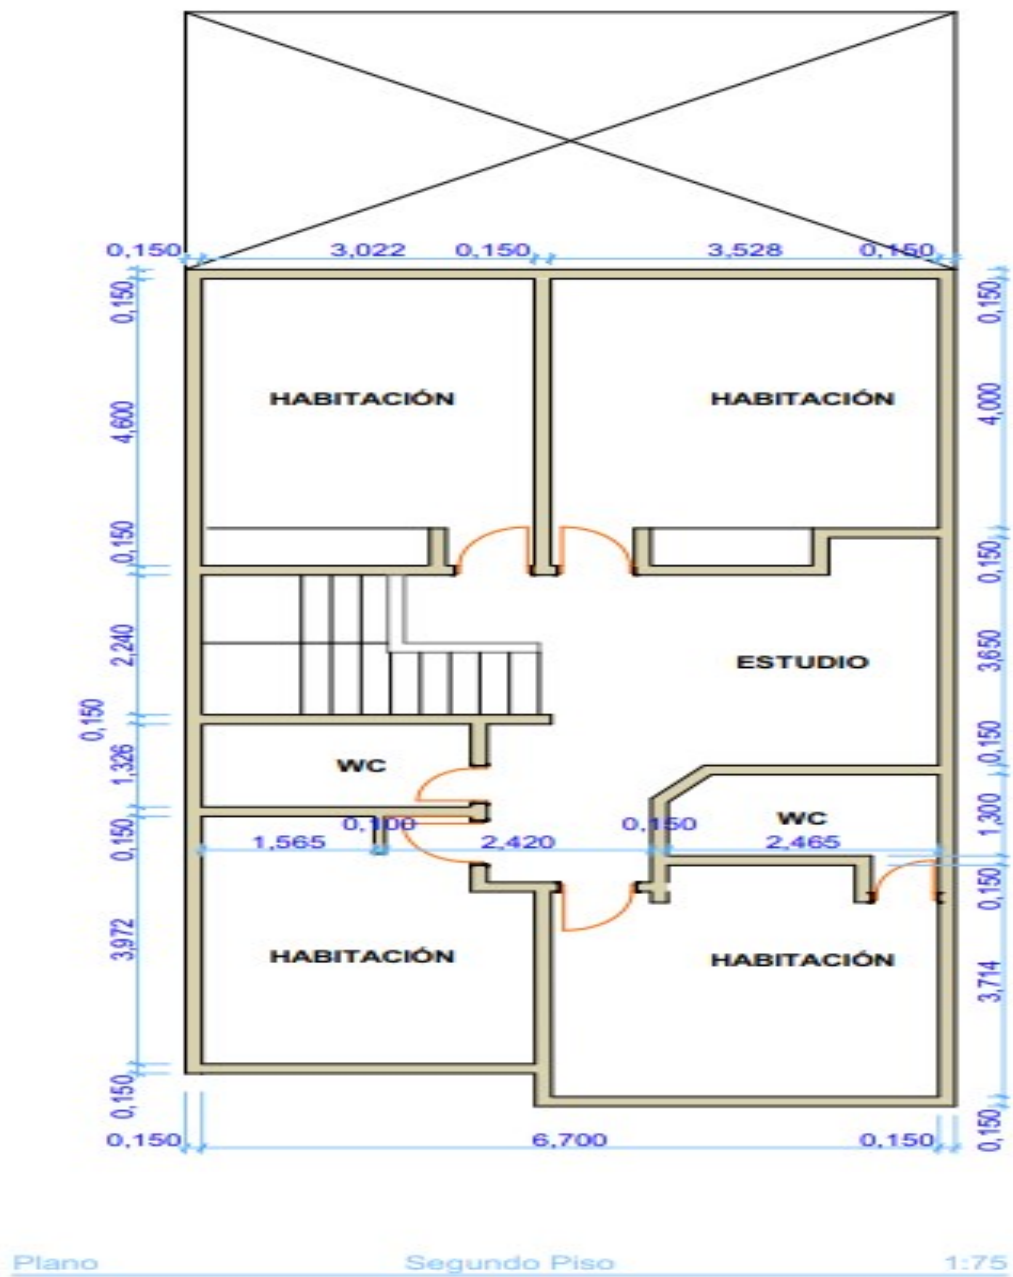 0,150 3,022 0,150 3,528 0,150
0,150 0,150
HABITACIÓN HABITACIÓN
4,600 4,000
0,150 0,150
2,240 ESTUDIO 3,650
0,150 0,150
1,326 WC
WC 1,300
0,150 1,565 0,100 2,420 0,150 2,465
0,150
3,972 HABITACIÓN HABITACIÓN
3,714
0,150 0,150
0,150 6,700 0,150
Plano Segundo Piso 1:75